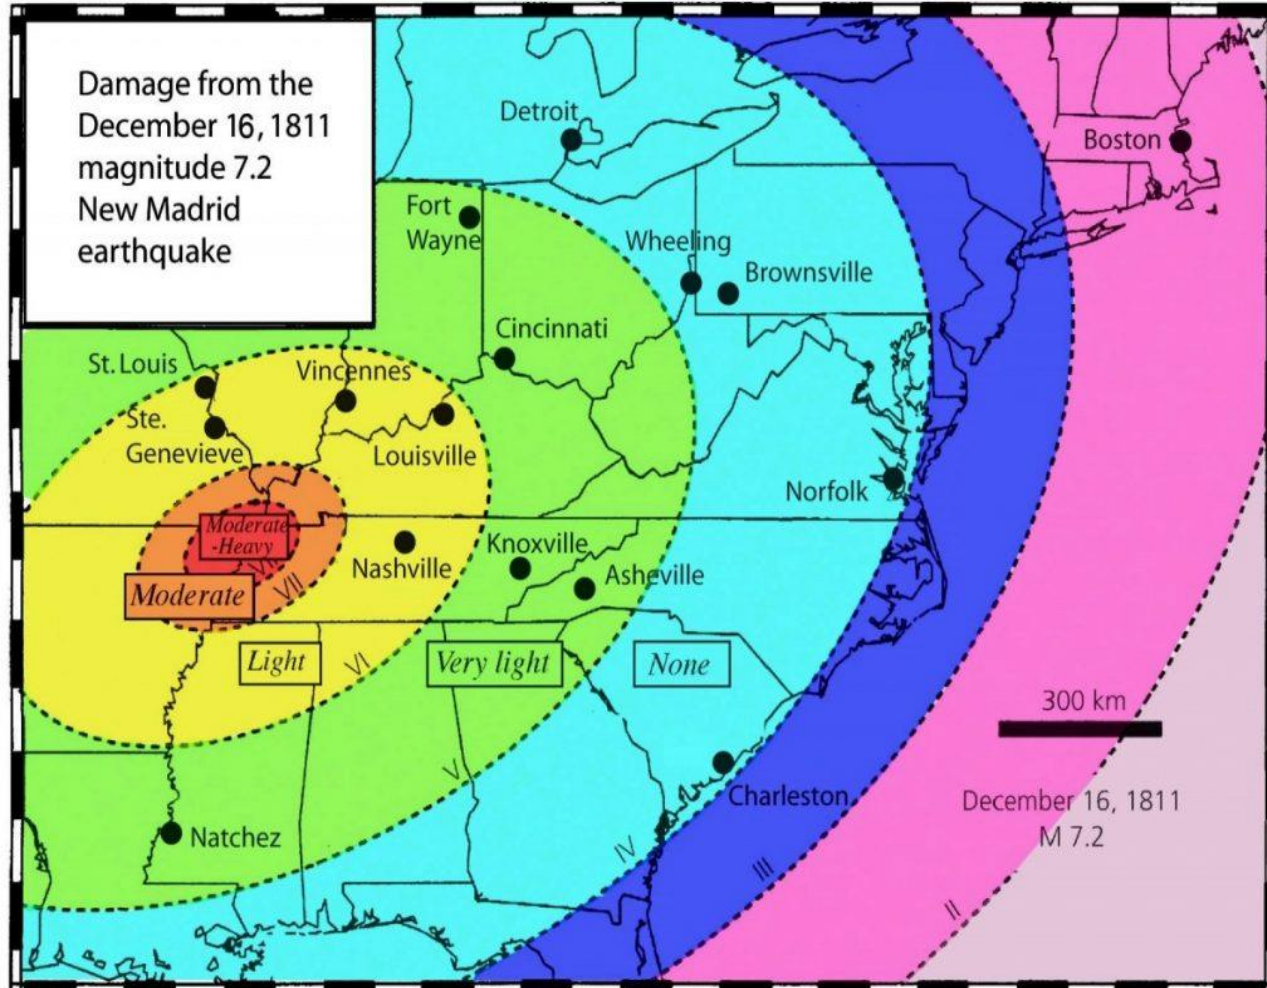 Damage from the
December 16, 1811
magnitude 7.2
New Madrid
earthquake
Detroit
Boston
Fort
Wayne
Wheeling
Brownsville
Cincinnati
St. Louis
Vincennes
Ste.
Genevieve
Louisville
Norfolk
Moderate
-Heavy
Nashville
Knoxville
Asheville
Moderate
VII
Light
VI
Very light
None
V
300 km
Charleston
December 16, 1811
M 7.2
Natchez
IV
III
II